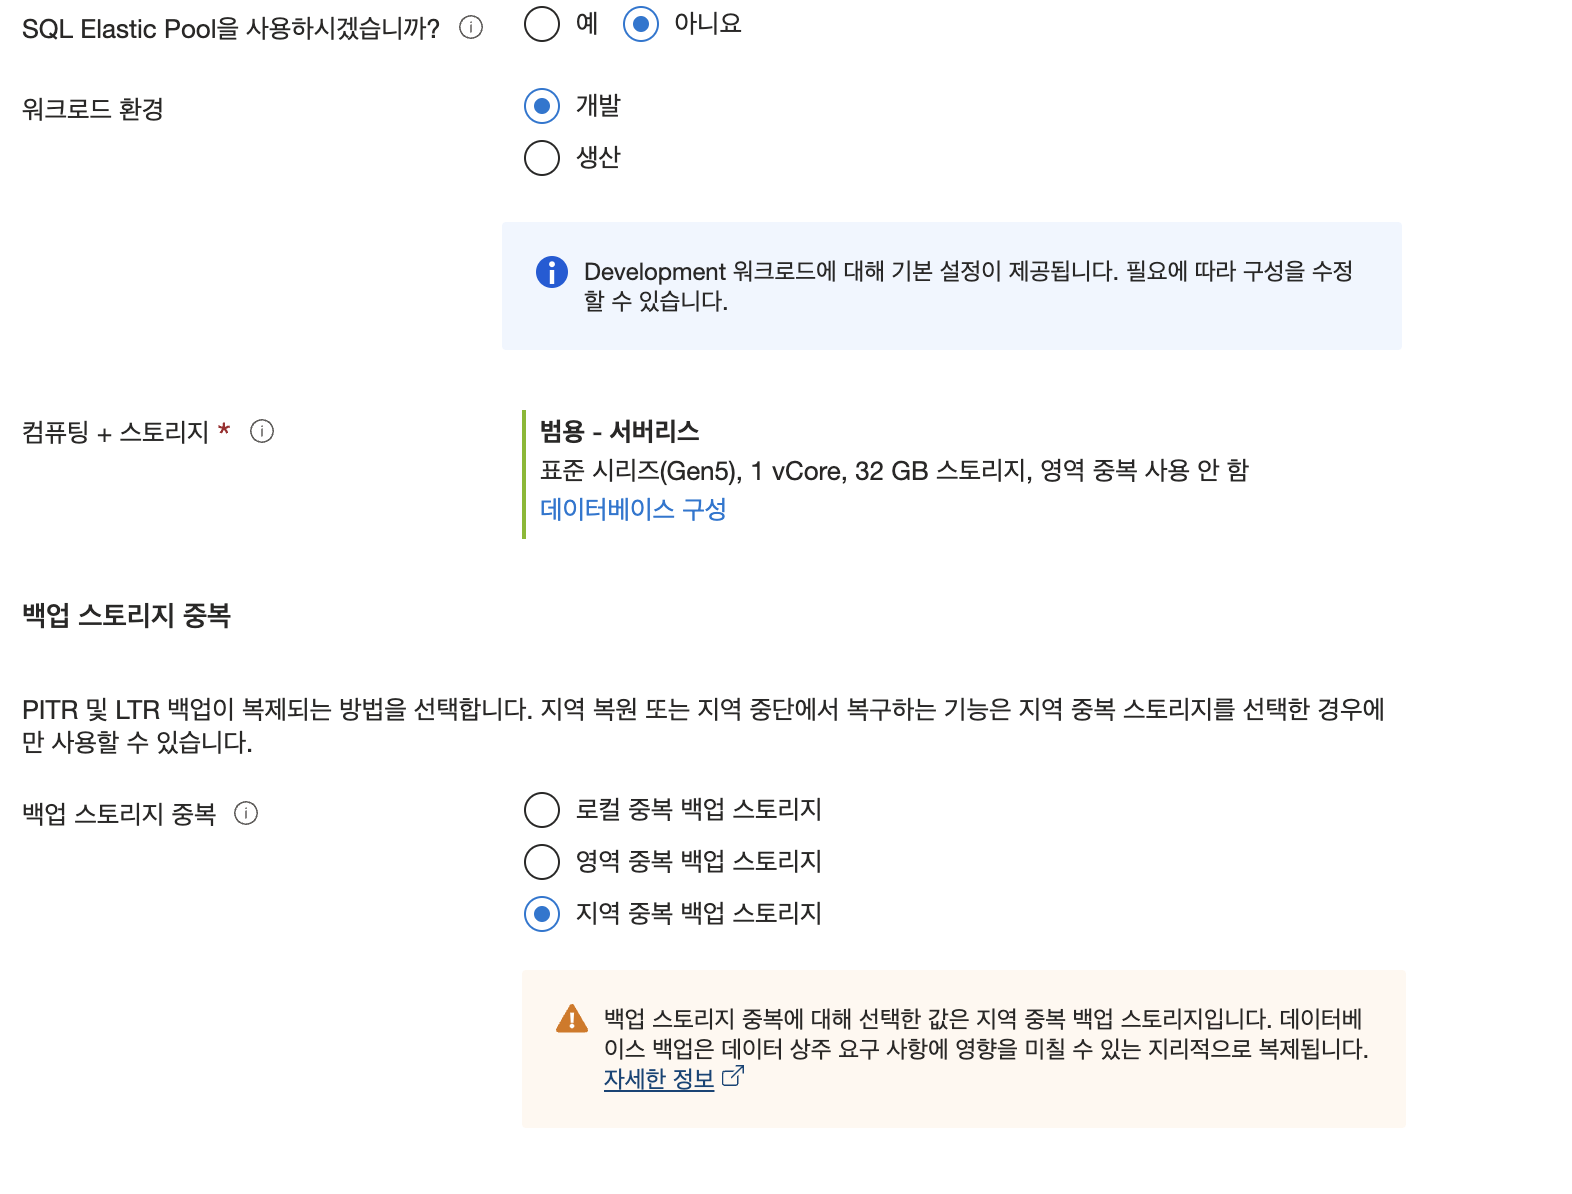 SQL Elastic Pool을 사용하시겠습니까? 예 아니요
워크로드 환경 개발
생산
Development 워크로드에 대해 기본 설정이 제공됩니다. 필요에 따라 구성을 수정
할 수 있습니다.
컴퓨팅 + 스토리지 * 범용 - 서버리스
표준 시리즈(Gen5), 1 vCore, 32 GB 스토리지, 영역 중복 사용 안 함
데이터베이스 구성
백업 스토리지 중복
PITR 및 LTR 백업이 복제되는 방법을 선택합니다. 지역 복원 또는 지역 중단에서 복구하는 기능은 지역 중복 스토리지를 선택한 경우에
만 사용할 수 있습니다.
백업 스토리지 중복 로컬 중복 백업 스토리지
영역 중복 백업 스토리지
지역 중복 백업 스토리지
백업 스토리지 중복에 대해 선택한 값은 지역 중복 백업 스토리지입니다. 데이터베
이스 백업은 데이터 상주 요구 사항에 영향을 미칠 수 있는 지리적으로 복제됩니다.
자세한 정보